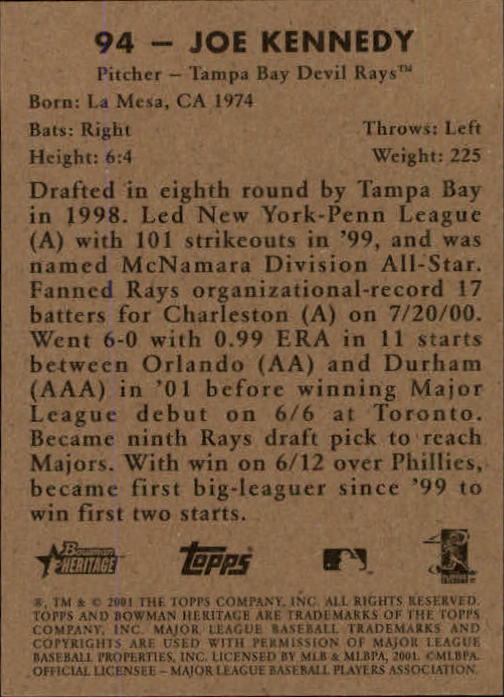 94 – JOE KENNEDY
Pitcher – Tampa Bay Devil Rays™
Born: La Mesa, CA 1974
Bats: Right Throws: Left
Height: 6:4 Weight: 225
Drafted in eighth round by Tampa Bay
in 1998. Led New York-Penn League
(A) with 101 strikeouts in '99, and was
named McNamara Division All-Star.
Fanned Rays organizational-record 17
batters for Charleston (A) on 7/20/00.
Went 6-0 with 0.99 ERA in 11 starts
between Orlando (AA) and Durham
(AAA) in '01 before winning Major
League debut on 6/6 at Toronto.
Became ninth Rays draft pick to reach
Majors. With win on 6/12 over Phillies,
became first big-leaguer since '99 to
win first two starts.
Bowman
HERITAGE
Topps
®, TM & © 2001 THE TOPPS COMPANY, INC. ALL RIGHTS RESERVED.
TOPPS AND BOWMAN HERITAGE ARE TRADEMARKS OF THE TOPPS
COMPANY, INC. MAJOR LEAGUE BASEBALL TRADEMARKS AND
COPYRIGHTS ARE USED WITH PERMISSION OF MAJOR LEAGUE
BASEBALL PROPERTIES, INC. LICENSED BY MLB & MLBPA, 2001. ©MLBPA.
OFFICIAL LICENSEE – MAJOR LEAGUE BASEBALL PLAYERS ASSOCIATION.